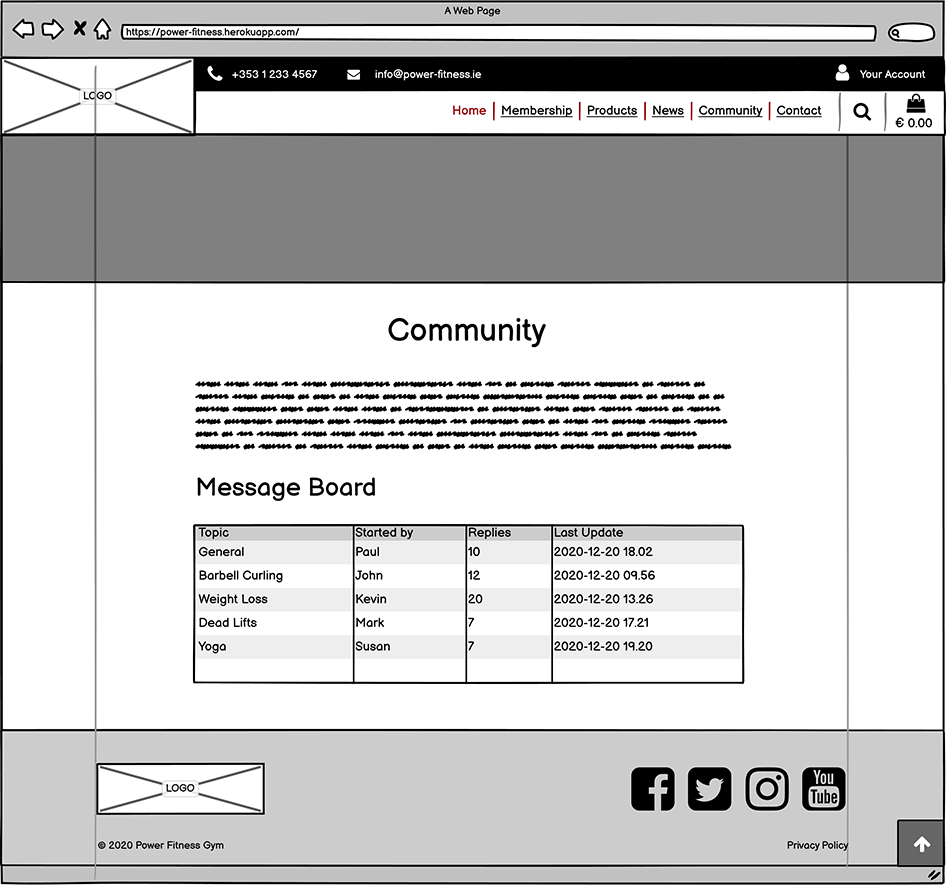 A Web Page
https://power-fitness.herokuapp.com/
LOGO
+353 1 233 4567
info@power-fitness.ie
Your Account
Home
Membership
Products
News
Community
Contact
€ 0.00
Community
Message Board
Topic Started by Replies Last Update
General Paul 10 2020-12-20 18.02
Barbell Curling John 12 2020-12-20 09.56
Weight Loss Kevin 20 2020-12-20 13.26
Dead Lifts Mark 7 2020-12-20 17.21
Yoga Susan 7 2020-12-20 19.20
LOGO
You
Tube
© 2020 Power Fitness Gym
Privacy Policy